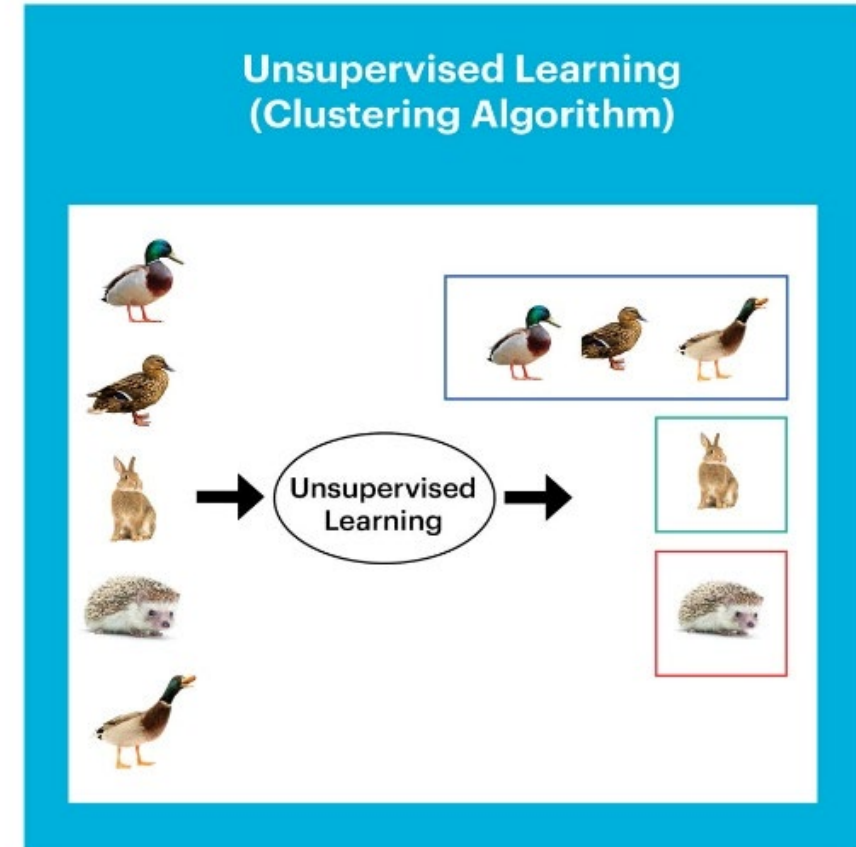 Unsupervised Learning
(Clustering Algorithm)
Unsupervised
Learning